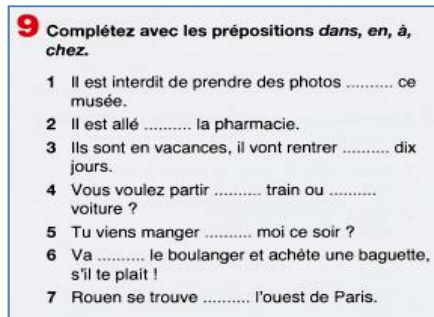 9 Complétez avec les prépositions dans, en, à,
chez.
1 Il est interdit de prendre des photos .......... ce
musée.
2 Il est allé .......... la pharmacie.
3 Ils sont en vacances, il vont rentrer .......... dix
jours.
4 Vous voulez partir .......... train ou ..........
voiture ?
5 Tu viens manger .......... moi ce soir ?
6 Va .......... le boulanger et achète une baguette,
s'il te plait !
7 Rouen se trouve .......... l'ouest de Paris.